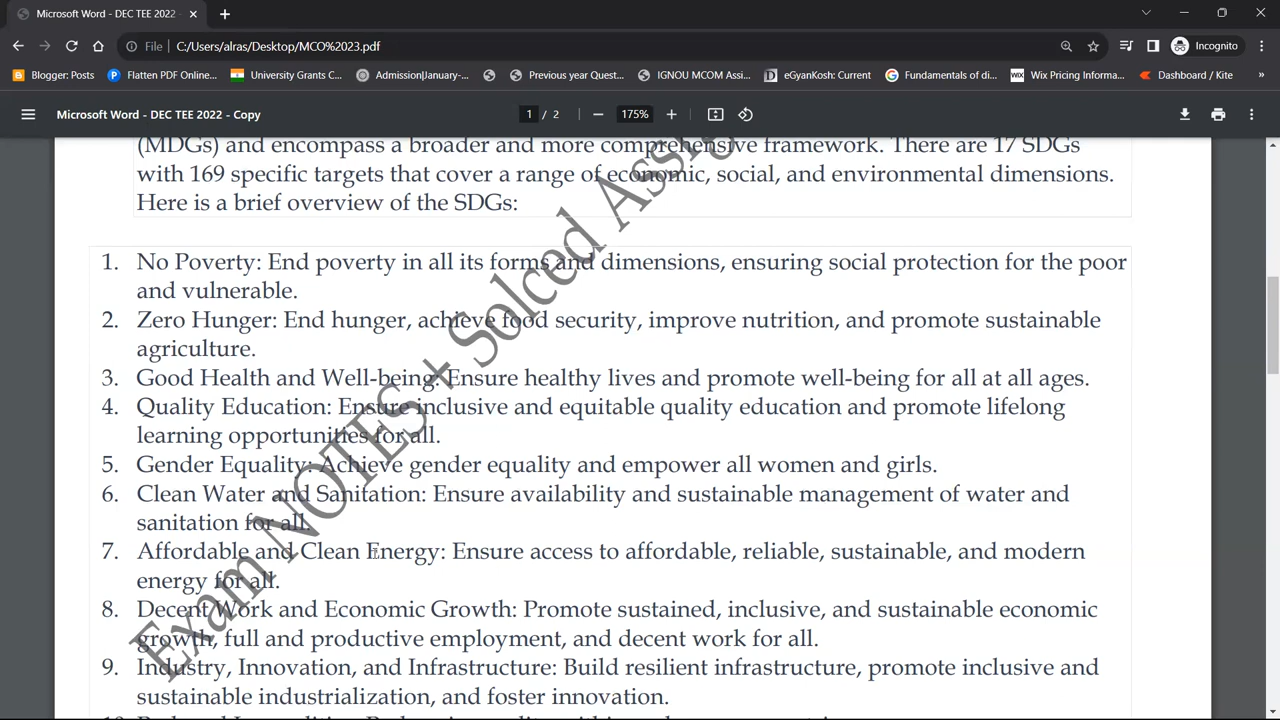 Microsoft Word - DEC TEE 2022 - Copy
File C:/Users/alras/Desktop/MCO%2023.pdf
Incognito
Blogger: Posts Flatten PDF Online... University Grants C... Admission|January-... Previous year Quest... IGNOU MCOM Assi... eGyanKosh: Current Fundamentals of di... Wix Pricing Informa... Dashboard / Kite »
Microsoft Word - DEC TEE 2022 - Copy 1 / 2 175%
(MDGs) and encompass a broader and more comprehensive framework. There are 17 SDGs
with 169 specific targets that cover a range of economic, social, and environmental dimensions.
Here is a brief overview of the SDGs:
1. No Poverty: End poverty in all its forms and dimensions, ensuring social protection for the poor
and vulnerable.
2. Zero Hunger: End hunger, achieve food security, improve nutrition, and promote sustainable
agriculture.
3. Good Health and Well-being: Ensure healthy lives and promote well-being for all at all ages.
4. Quality Education: Ensure inclusive and equitable quality education and promote lifelong
learning opportunities for all.
5. Gender Equality: Achieve gender equality and empower all women and girls.
6. Clean Water and Sanitation: Ensure availability and sustainable management of water and
sanitation for all.
7. Affordable and Clean Energy: Ensure access to affordable, reliable, sustainable, and modern
energy for all.
8. Decent Work and Economic Growth: Promote sustained, inclusive, and sustainable economic
growth, full and productive employment, and decent work for all.
9. Industry, Innovation, and Infrastructure: Build resilient infrastructure, promote inclusive and
sustainable industrialization, and foster innovation.
Exam NOTES + Solced